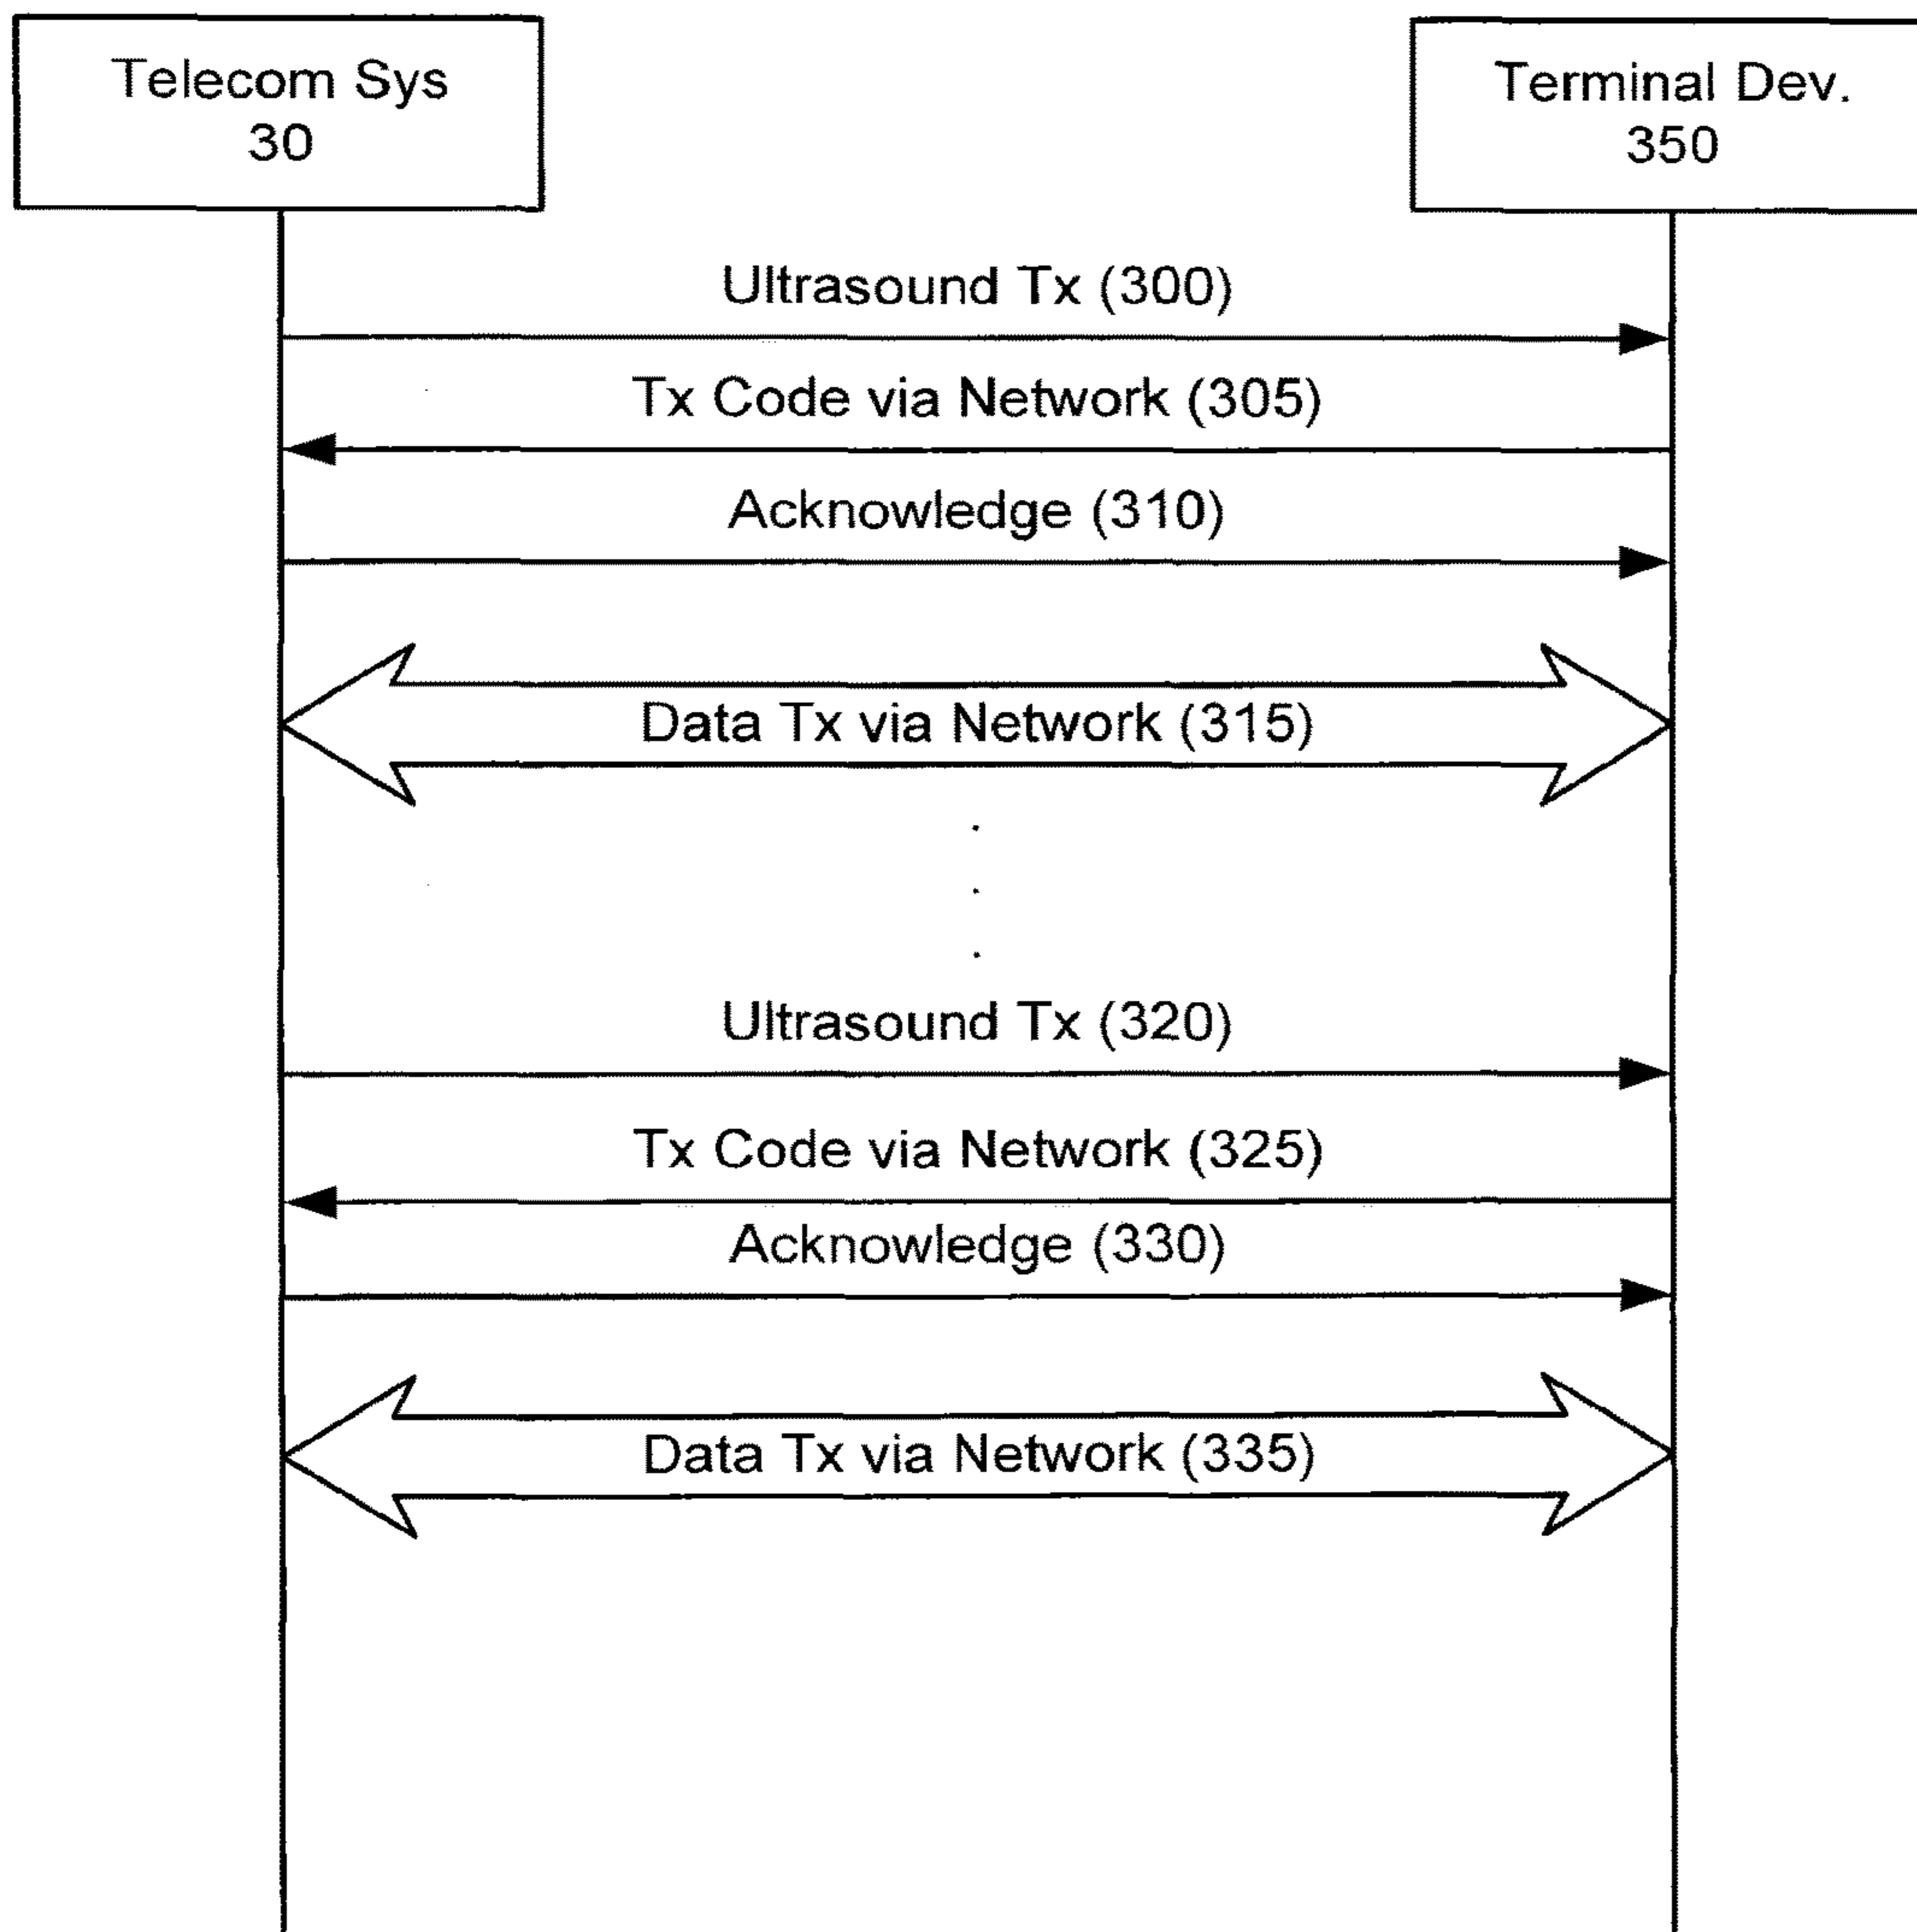 Telecom Sys
30
Terminal Dev.
350
Ultrasound Tx (300)
Tx Code via Network (305)
Acknowledge (310)
Data Tx via Network (315)
.
.
.
Ultrasound Tx (320)
Tx Code via Network (325)
Acknowledge (330)
Data Tx via Network (335)